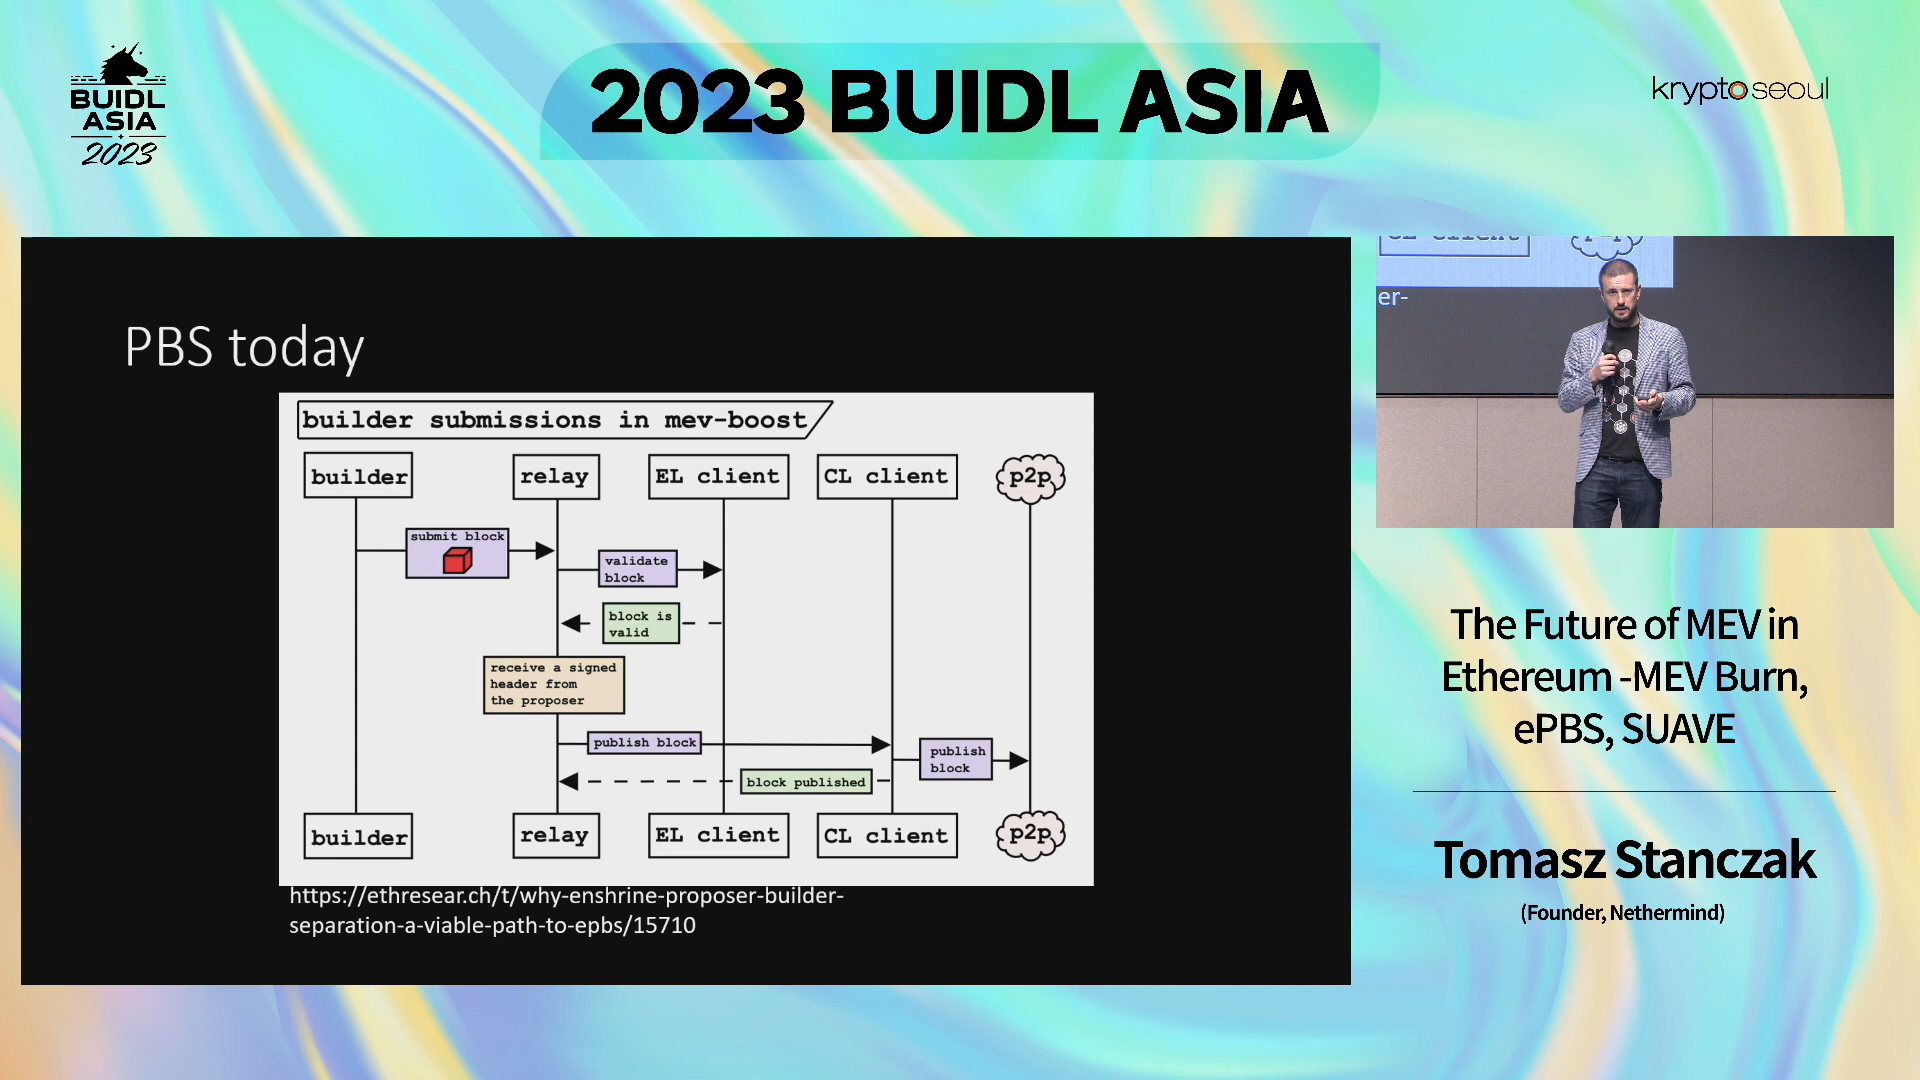 BUIDL
ASIA
2023
2023 BUIDL ASIA
kryptoseoul
PBS today
builder submissions in mev-boost
builder
relay
EL client
CL client
p2p
submit block
validate
block
block is
valid
receive a signed
header from
the proposer
publish block
publish
block
block published
builder
relay
EL client
CL client
p2p
https://ethresear.ch/t/why-enshrine-proposer-builder-
separation-a-viable-path-to-epbs/15710
CL client
p2p
er-
The Future of MEV in
Ethereum -MEV Burn,
ePBS, SUAVE
Tomasz Stanczak
(Founder, Nethermind)